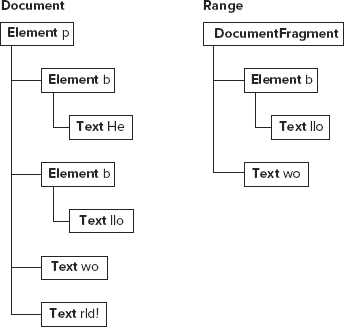 Document
Element p
Element b
Text He
Element b
Text llo
Text wo
Text rld!
Range
DocumentFragment
Element b
Text llo
Text wo